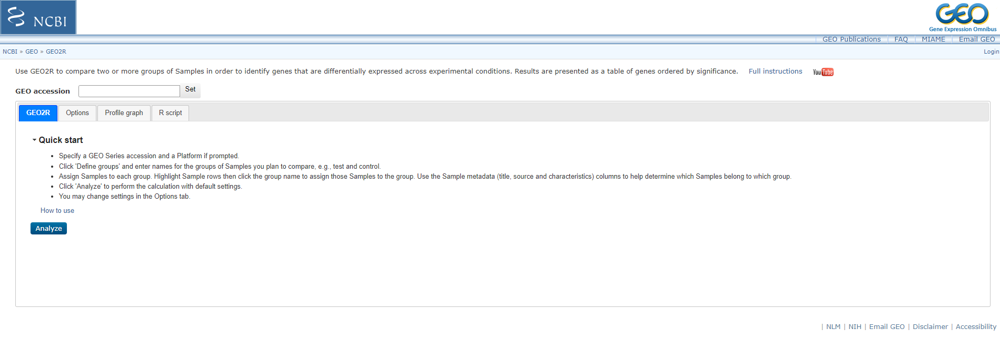 NCBI
GEO
Gene Expression Omnibus
GEO Publications FAQ MIAME Email GEO
NCBI » GEO » GEO2R Login
Use GEO2R to compare two or more groups of Samples in order to identify genes that are differentially expressed across experimental conditions. Results are presented as a table of genes ordered by significance. Full instructions YouTube
GEO accession Set
GEO2R Options Profile graph R script
Quick start
• Specify a GEO Series accession and a Platform if prompted.
• Click 'Define groups' and enter names for the groups of Samples you plan to compare, e.g., test and control.
• Assign Samples to each group. Highlight Sample rows then click the group name to assign those Samples to the group. Use the Sample metadata (title, source and characteristics) columns to help determine which Samples belong to which group.
• Click 'Analyze' to perform the calculation with default settings.
• You may change settings in the Options tab.
How to use
Analyze
| NLM | NIH | Email GEO | Disclaimer | Accessibility